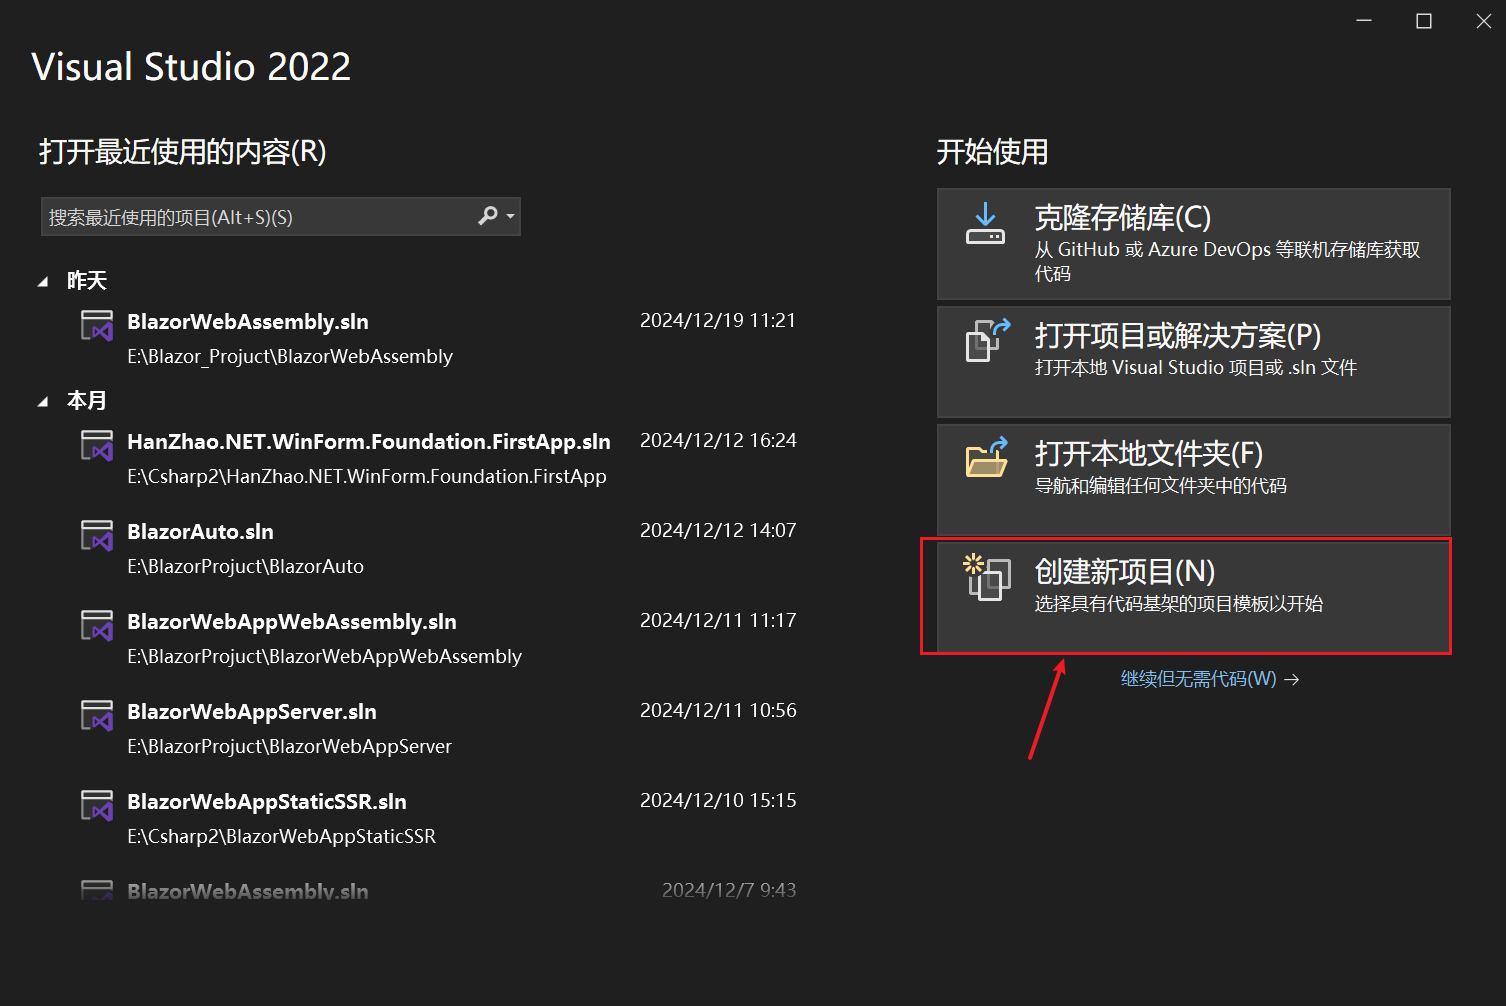 Visual Studio 2022
打开最近使用的内容(R)
搜索最近使用的项目(Alt+S)(S)
昨天
BlazorWebAssembly.sln
2024/12/19 11:21
E:\Blazor_Projuct\BlazorWebAssembly
本月
HanZhao.NET.WinForm.Foundation.FirstApp.sln
2024/12/12 16:24
E:\Csharp2\HanZhao.NET.WinForm.Foundation.FirstApp
BlazorAuto.sln
2024/12/12 14:07
E:\BlazorProjuct\BlazorAuto
BlazorWebAppWebAssembly.sln
2024/12/11 11:17
E:\BlazorProjuct\BlazorWebAppWebAssembly
BlazorWebAppServer.sln
2024/12/11 10:56
E:\BlazorProjuct\BlazorWebAppServer
BlazorWebAppStaticSSR.sln
2024/12/10 15:15
E:\Csharp2\BlazorWebAppStaticSSR
BlazorWebAssembly.sln
2024/12/7 9:43
开始使用
克隆存储库(C)
从 GitHub 或 Azure DevOps 等联机存储库获取
代码
打开项目或解决方案(P)
打开本地 Visual Studio 项目或 .sln 文件
打开本地文件夹(F)
导航和编辑任何文件夹中的代码
创建新项目(N)
选择具有代码基架的项目模板以开始
继续但无需代码(W) →